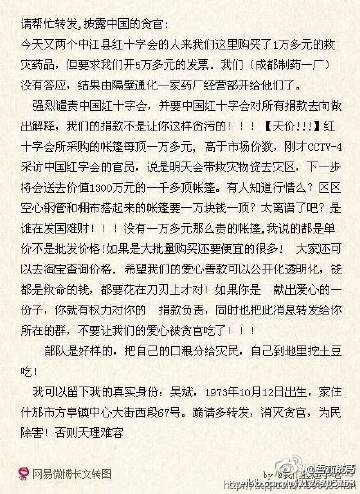 请帮忙转发,披露中国的贪官:
今天又两个中江县红十字会的人来我们这里购买了1万多元的救
灾药品，但要求我们开5万多元的发票．我们（成都制药一厂）
没有答应，结果由隔壁通化一家药厂经营部开给他们了。
强烈谴责中国红十字会，并要中国红十字会对所有捐款去向做
出解释，我们的捐款不是让你这样贪污的！！！【天价!!!】红
十字会所采购的帐篷每顶一万多元，高于市场价数，刚才CCTV-4
采访中国红字会的官员，说是明天会带救灾物资去灾区，下一步
将会送去价值1300万元的一千多顶帐篷。有人知道行情么？区区
空心钢管和棚布搭起来的帐篷要一万块钱一顶？太离谱了吧？是
谁在发国难财！！！没有一万多元那么贵的帐篷。我说的都是单
价不是批发价格!如果是大批量购买还要便宜的很多！ 大家还可
以去淘宝查询价格. 希望我们的爱心善款可以公开化透明化，砼
都是救命的钱，都要花在刀刃上才对！如果你是 献出爱心的一
份子，你就有权力对你的 捐款负责，同时也把此消息转发给你
所在的群，不要让我们的爱心被贪官吃了！！！
部队是好样的，把自己的口粮分给灾民，自己到地里挖土豆
吃！
我可以留下我的真实身份：吴斌，1973年10月12日出生，家住
什邡市方亭镇中心大街西段67号。邀请多转发，消灭贪官，为民
除害！否则天理难容
网易微博长文转图